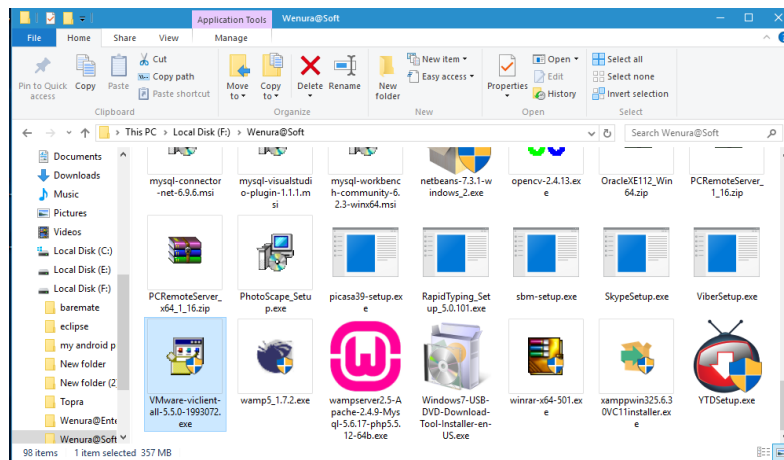 Application Tools
Wenura@Soft
File
Home
Share
View
Manage
Pin to Quick
access
Copy
Paste
Cut
Copy path
Paste shortcut
Clipboard
Move
to
Copy
to
Delete
Rename
Organize
New
folder
New item
Easy access
New
Properties
Open
Edit
History
Open
Select all
Select none
Invert selection
Select
This PC > Local Disk (F:) > Wenura@Soft
Search Wenura@Soft
Documents
Downloads
Music
Pictures
Videos
Local Disk (C:)
Local Disk (E:)
Local Disk (F:)
baremate
eclipse
my android p
New folder
New folder (2
Topra
Wenura@Ente
Wenura@Soft
mysql-connector
-net-6.9.6.msi
mysql-visualstudi
o-plugin-1.1.1.m
si
mysql-workbenc
h-community-6.
2.3-winx64.msi
netbeans-7.3.1-w
indows_2.exe
opencv-2.4.13.ex
e
OracleXE112_Win
64.zip
PCRemoteServer_
1_16.zip
PCRemoteServer_
x64_1_16.zip
PhotoScape_Setu
p.exe
picasa39-setup.ex
e
RapidTyping_Set
up_5.0.101.exe
sbm-setup.exe
SkypeSetup.exe
ViberSetup.exe
VMware-viclient-
all-5.5.0-1993072.
exe
wamp5_1.7.2.exe
wampserver2.5-A
pache-2.4.9-Mys
ql-5.6.17-php5.5.
12-64b.exe
Windows7-USB-
DVD-Download-
Tool-Installer-en-
US.exe
winrar-x64-501.ex
e
xamppwin325.6.3
0VC11installer.ex
e
YTDSetup.exe
98 items
1 item selected 357 MB